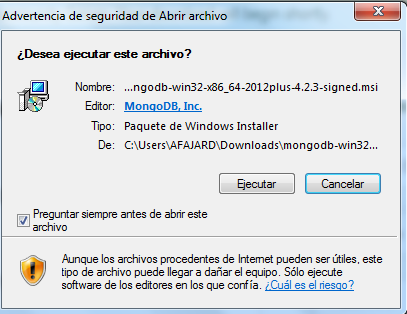 Advertencia de seguridad de Abrir archivo
¿Desea ejecutar este archivo?
Nombre: ...ngodb-win32-x86_64-2012plus-4.2.3-signed.msi
Editor: MongoDB, Inc.
Tipo: Paquete de Windows Installer
De: C:\Users\AFAJARD\Downloads\mongodb-win32...
Ejecutar Cancelar
Preguntar siempre antes de abrir este
archivo
Aunque los archivos procedentes de Internet pueden ser útiles, este
tipo de archivo puede llegar a dañar el equipo. Sólo ejecute
software de los editores en los que confía. ¿Cuál es el riesgo?